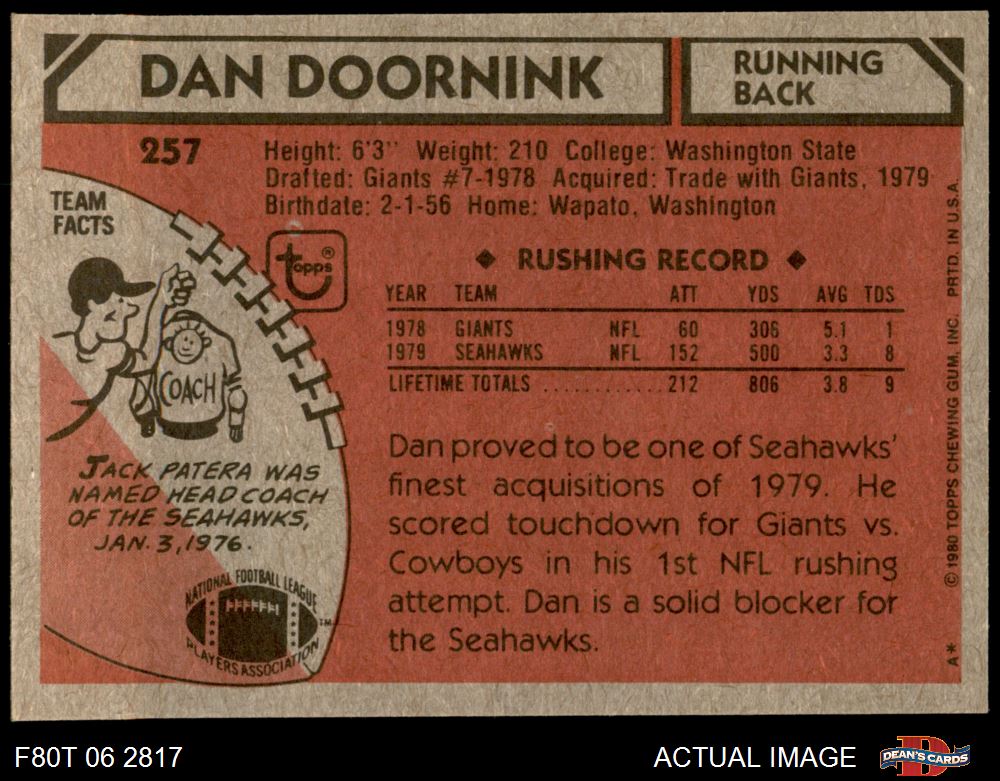 DAN DOORNINK
RUNNING
BACK
257
Height: 6'3" Weight: 210 College: Washington State
Drafted: Giants #7-1978 Acquired: Trade with Giants, 1979
Birthdate: 2-1-56 Home: Wapato, Washington
TEAM
FACTS
topps®
COACH
JACK PATERA WAS
NAMED HEAD COACH
OF THE SEAHAWKS,
JAN. 3, 1976.
NATIONAL FOOTBALL LEAGUE
PLAYERS ASSOCIATION
TM
◆ RUSHING RECORD ◆
YEAR TEAM ATT YDS AVG TDS
1978 GIANTS NFL 60 306 5.1 1
1979 SEAHAWKS NFL 152 500 3.3 8
LIFETIME TOTALS ........... 212 806 3.8 9
Dan proved to be one of Seahawks'
finest acquisitions of 1979. He
scored touchdown for Giants vs.
Cowboys in his 1st NFL rushing
attempt. Dan is a solid blocker for
the Seahawks.
A* © 1980 TOPPS CHEWING GUM, INC. PRTD. IN U.S.A.
F80T 06 2817
ACTUAL IMAGE
D
DEAN'S CARDS